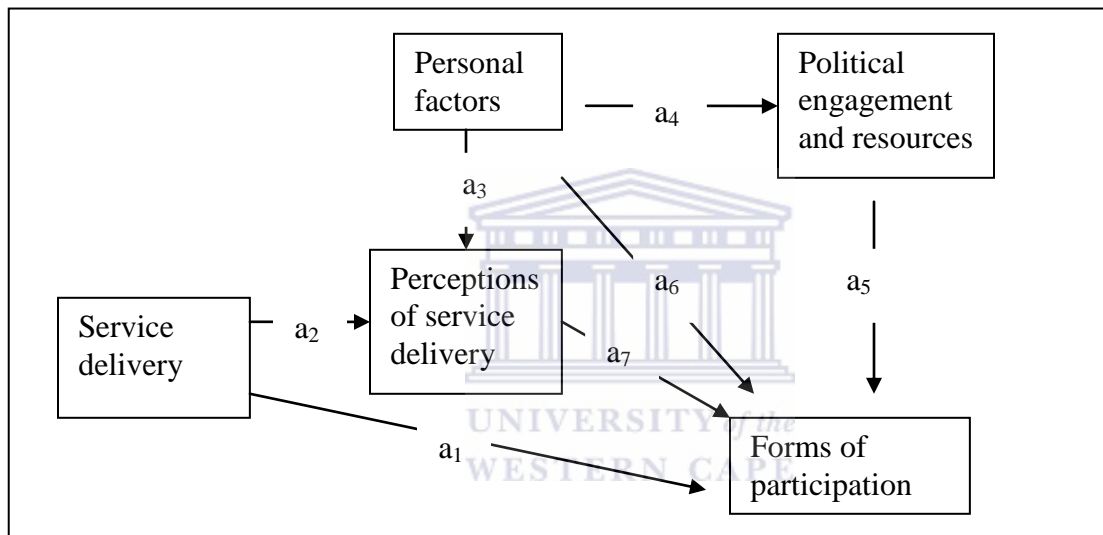 Personal
factors
Political
engagement
and resources
a₄
a₃
Perceptions
of service
delivery
a₆
a₅
Service
delivery
a₂
a₇
a₁
UNIVERSITY of the
WESTERN CAPE
Forms of
participation